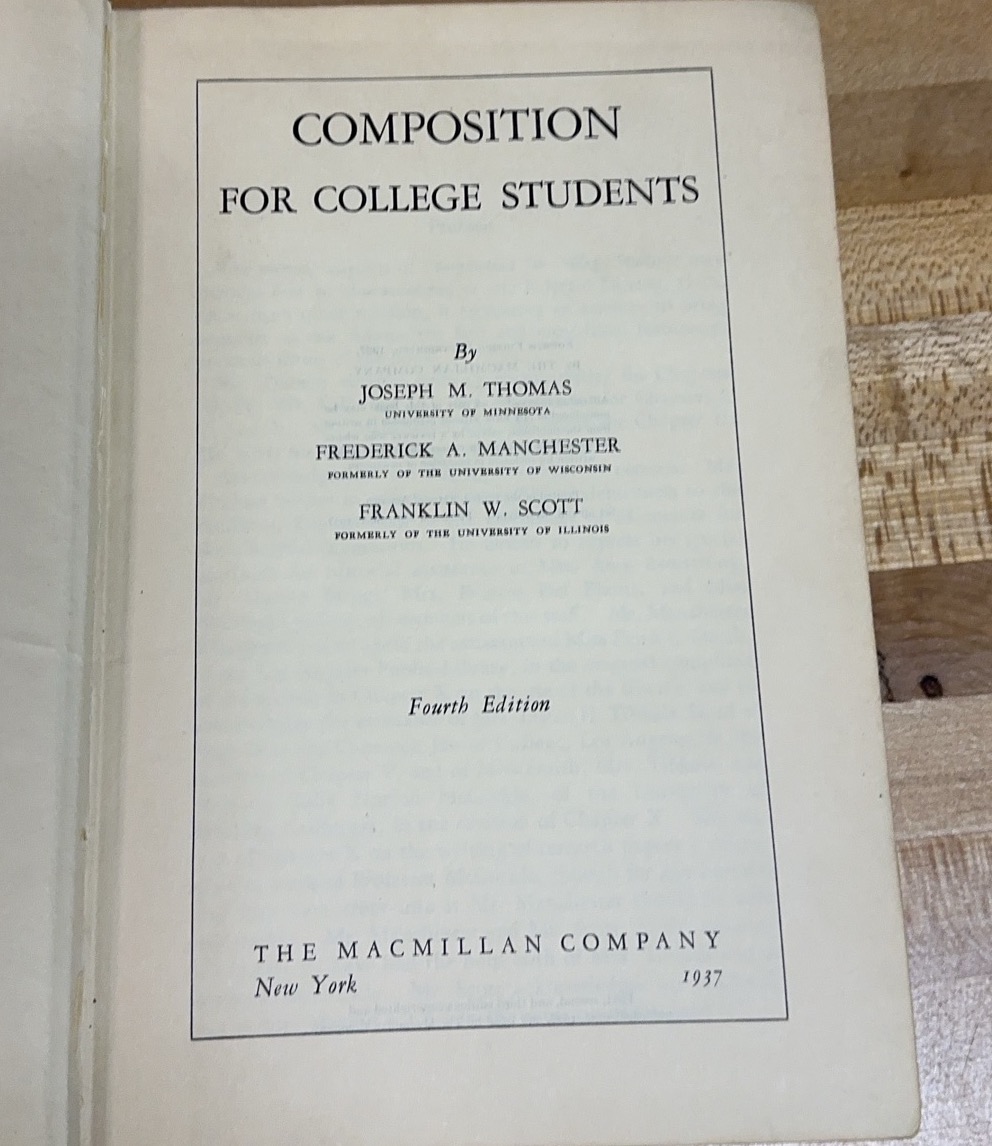 COMPOSITION
FOR COLLEGE STUDENTS
By
JOSEPH M. THOMAS
UNIVERSITY OF MINNESOTA
FREDERICK A. MANCHESTER
FORMERLY OF THE UNIVERSITY OF WISCONSIN
FRANKLIN W. SCOTT
FORMERLY OF THE UNIVERSITY OF ILLINOIS
Fourth Edition
THE MACMILLAN COMPANY
New York 1937